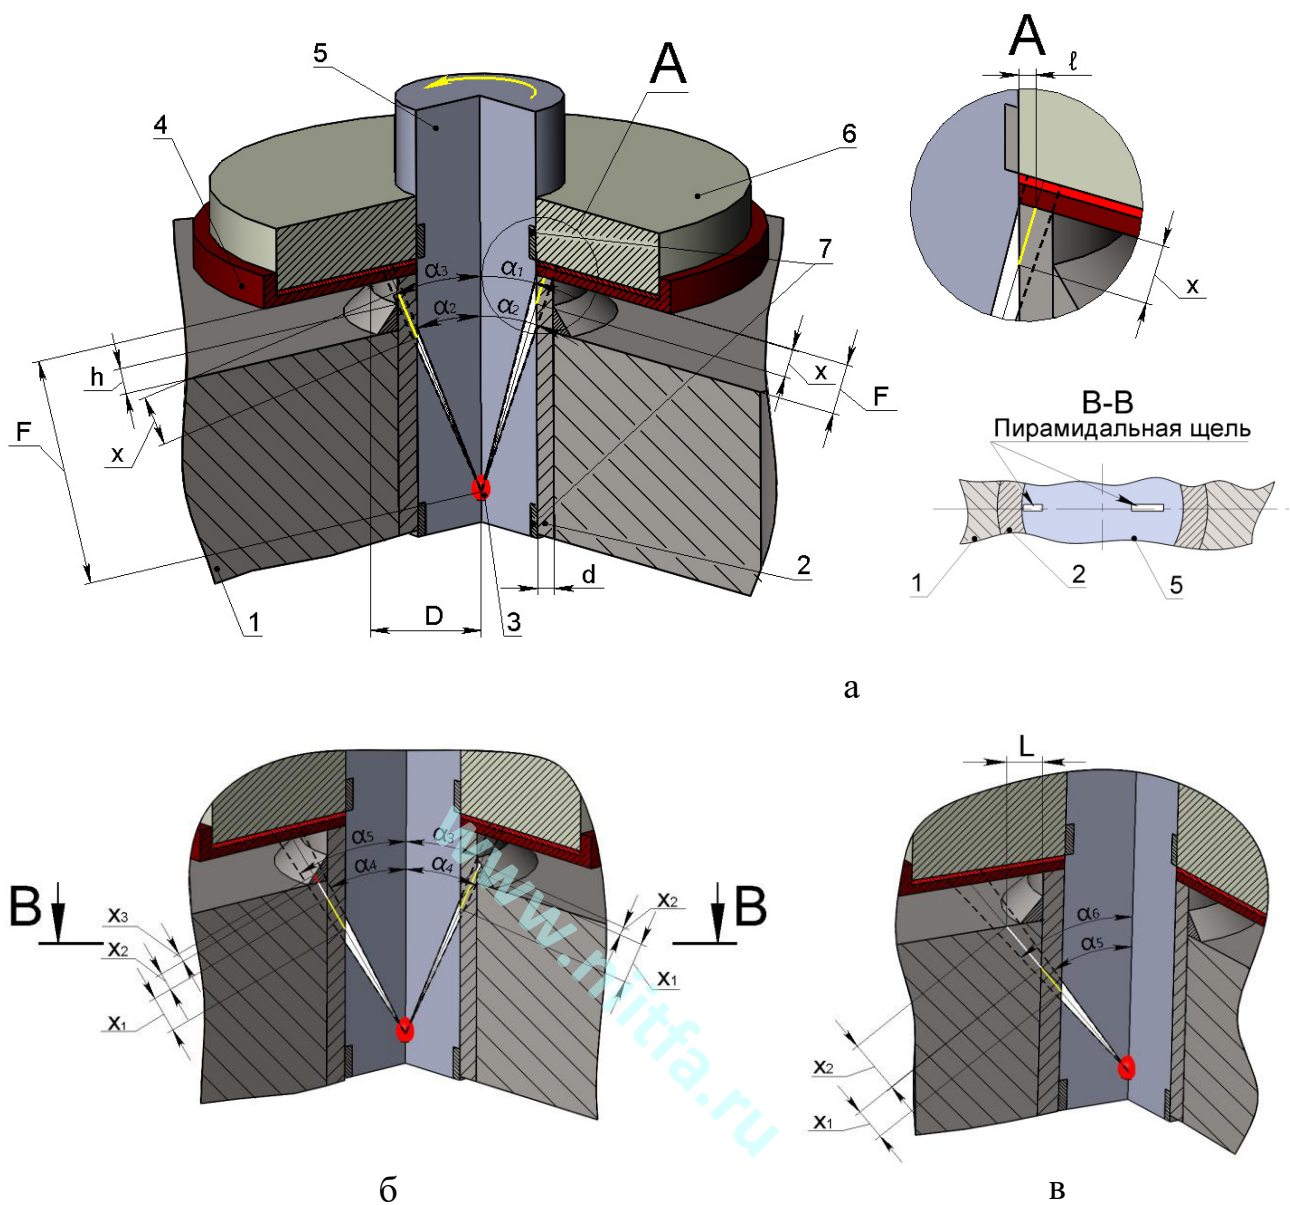 5
A
4
6
7
α₃
α₁
α₂
α₂
h
F
x
x
F
1
D
3
d
2
A
ℓ
x
B-B
Пирамидальная щель
1
2
5
а
α₅
α₃
α₄
α₄
B
B
x₃
x₂
x₁
x₂
x₁
www.mitfa.ru
б
L
α₆
α₅
x₂
x₁
в